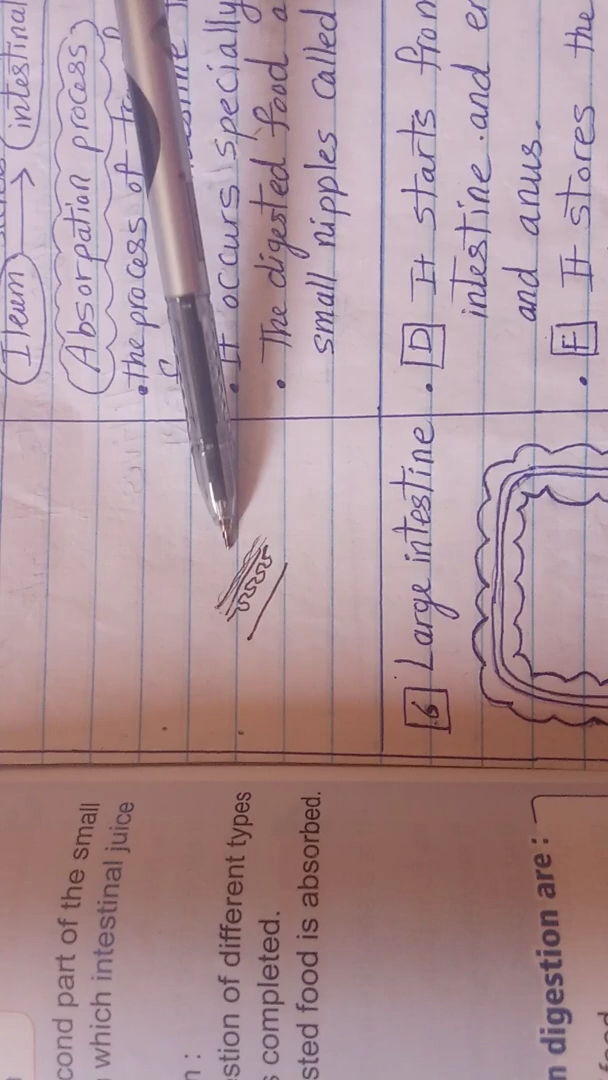 Ileum → intestinal
Absorpation process
• the process of
• It occurs specially
• The digested food a
small nipples called
6 Large intestine . D It starts from
intestine and er
and anus.
• E It stores the
cond part of the small
which intestinal juice
n :
stion of different types
s completed.
sted food is absorbed.
n digestion are :